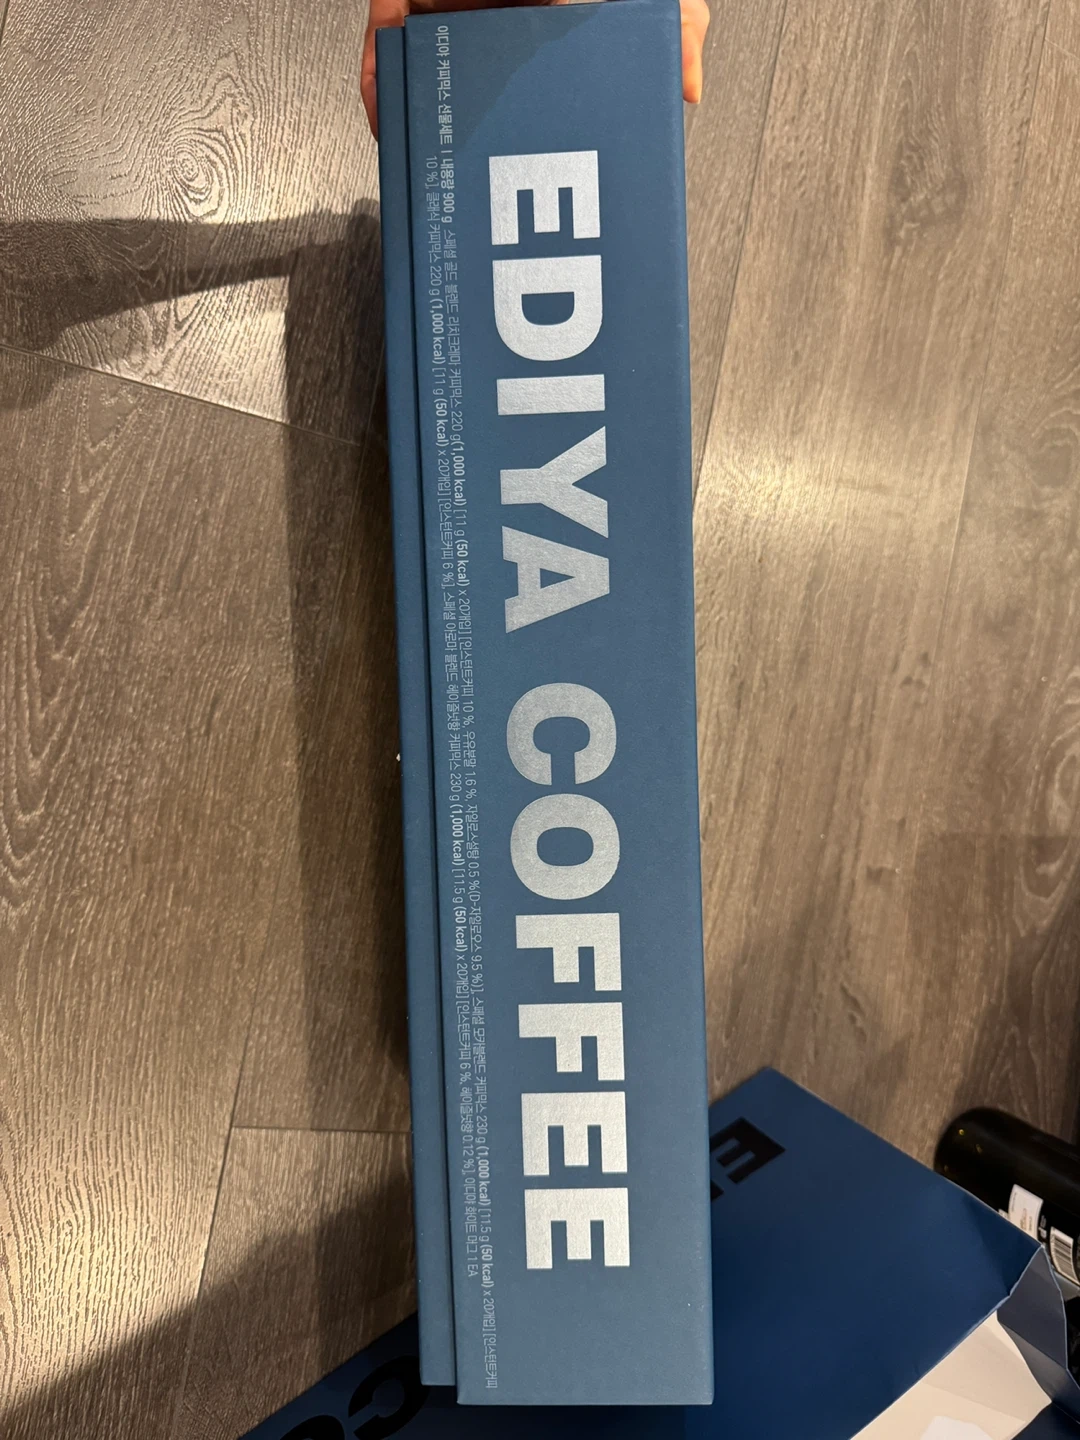 EDIYA COFFEE
이디야 커피믹스 선물세트 | 내용량 900 g 스페셜 골드 블렌드 리치크레마 커피믹스 220 g(1,000 kcal) [11 g (50 kcal) x 20개입] [인스턴트커피 10 %, 우유분말 1.6 %, 자일로스설탕 0.5 %(D-자일로오스 9.5 %)], 스페셜 모카블렌드 커피믹스 230 g (1,000 kcal) [11.5 g (50 kcal) x 20개입] [인스턴트커피
10 %], 클래식 커피믹스 220 g (1,000 kcal) [11 g (50 kcal) x 20개입] [인스턴트커피 6 %], 스페셜 아로마 블렌드 헤이즐넛향 커피믹스 230 g (1,000 kcal) [11.5 g (50 kcal) x 20개입] [인스턴트커피 6 %, 헤이즐넛향 0.12 %], 이디야 화이트 머그 1 EA